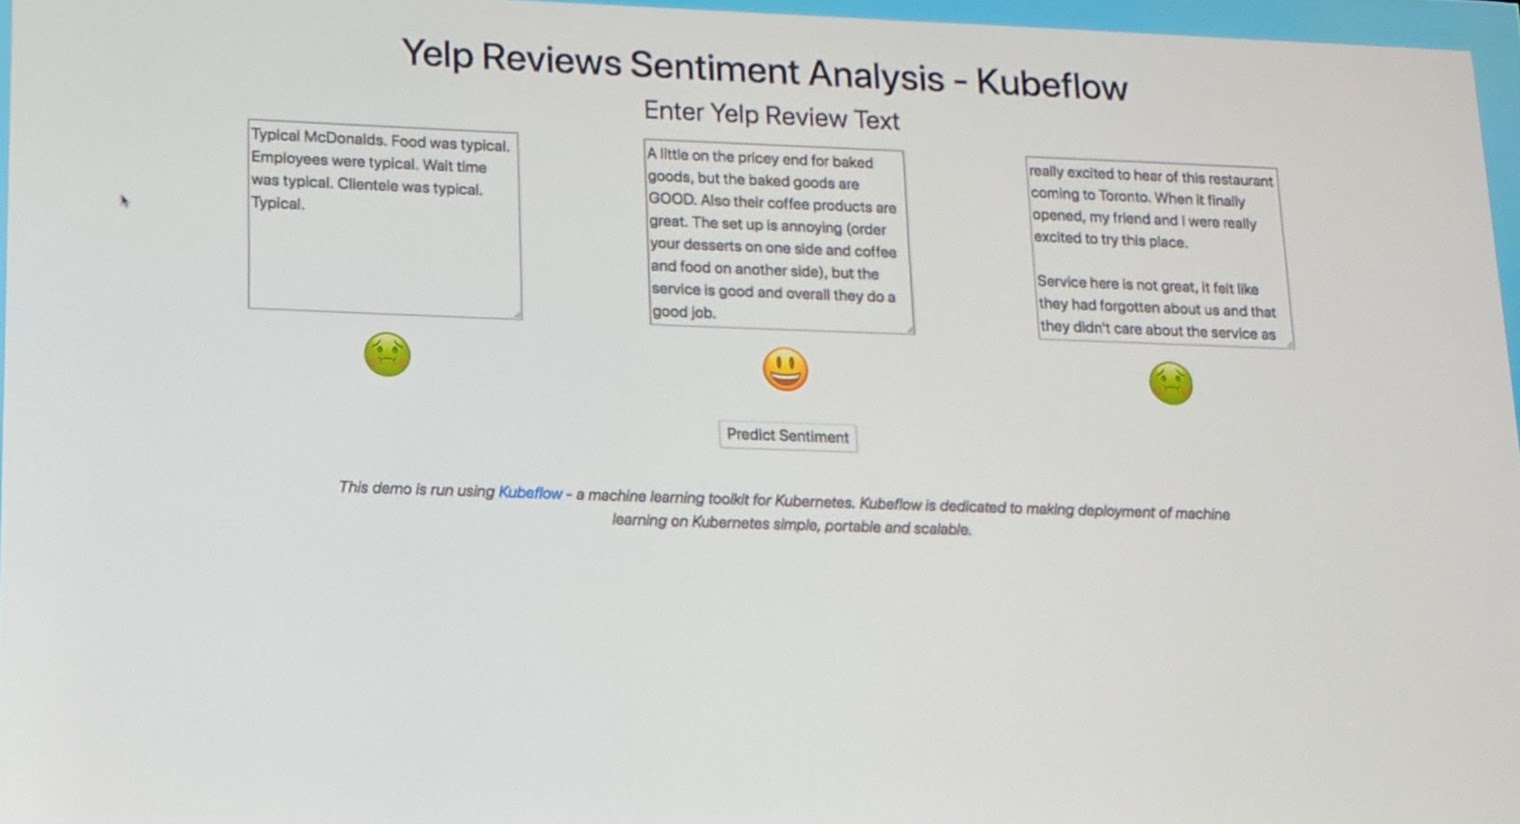 Yelp Reviews Sentiment Analysis - Kubeflow
Enter Yelp Review Text
Typical McDonalds. Food was typical.
Employees were typical. Wait time
was typical. Clientele was typical.
Typical.
A little on the pricey end for baked
goods, but the baked goods are
GOOD. Also their coffee products are
great. The set up is annoying (order
your desserts on one side and coffee
and food on another side), but the
service is good and overall they do a
good job.
really excited to hear of this restaurant
coming to Toronto. When it finally
opened, my friend and I were really
excited to try this place.
Service here is not great, it felt like
they had forgotten about us and that
they didn't care about the service as
Predict Sentiment
This demo is run using Kubeflow - a machine learning toolkit for Kubernetes. Kubeflow is dedicated to making deployment of machine
learning on Kubernetes simple, portable and scalable.